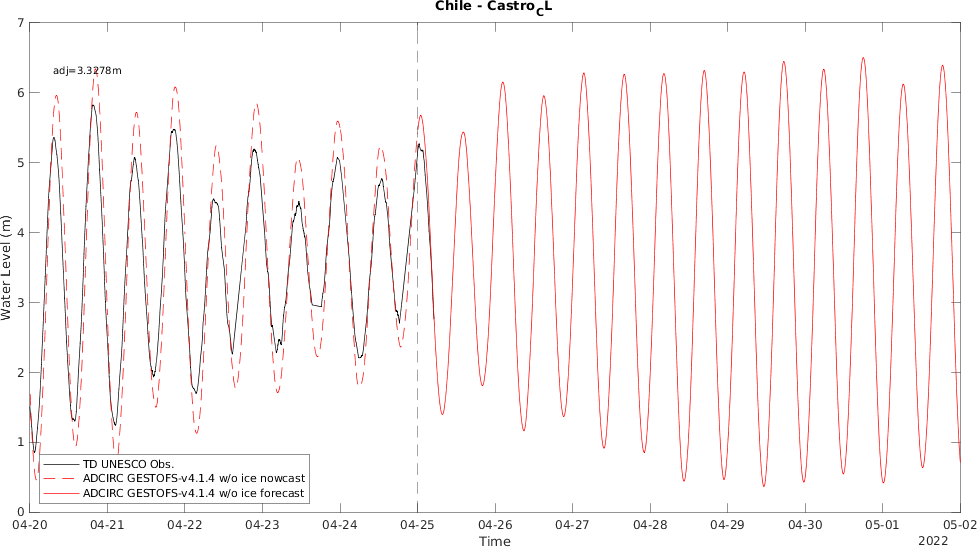 Chile - Castro_CL
7
6
5
4
3
2
1
0
Water Level (m)
adj=3.3278m
TD UNESCO Obs.
ADCIRC GESTOFS-v4.1.4 w/o ice nowcast
ADCIRC GESTOFS-v4.1.4 w/o ice forecast
04-20 04-21 04-22 04-23 04-24 04-25 04-26 04-27 04-28 04-29 04-30 05-01 05-02
Time
2022